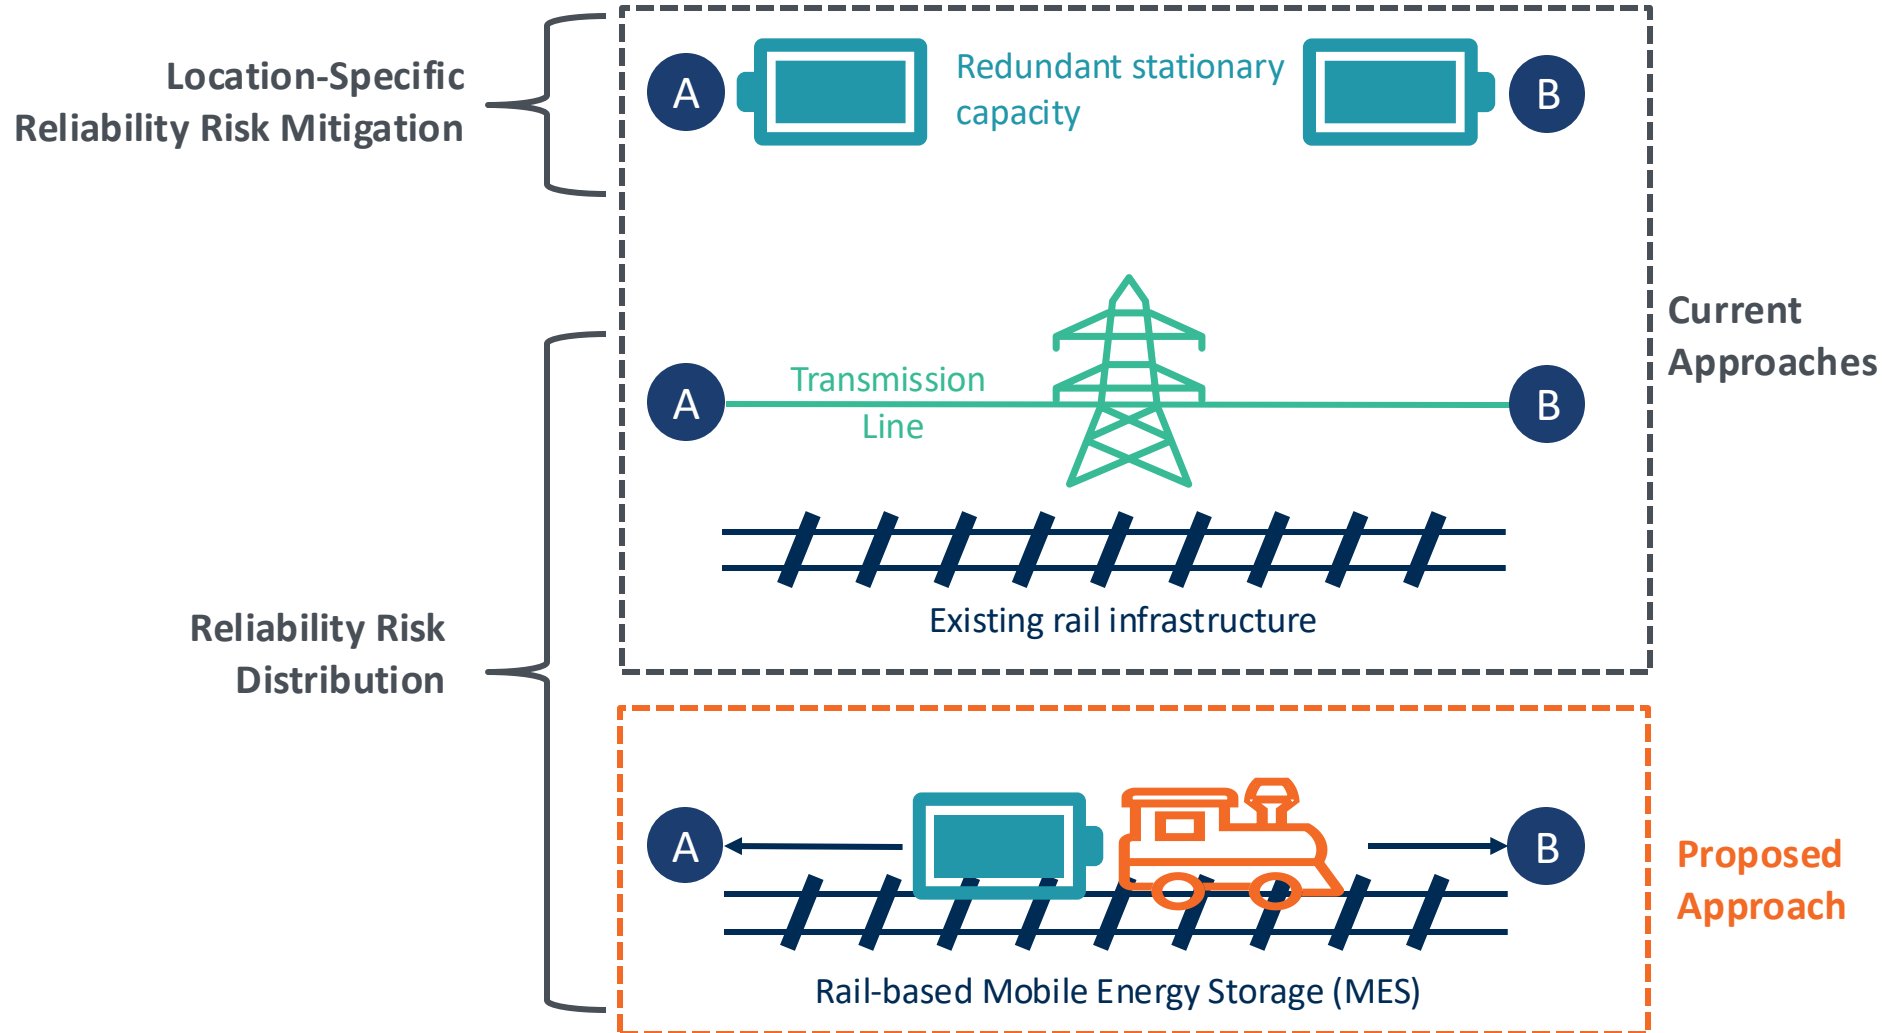 Location-Specific
Reliability Risk Mitigation
A
Redundant stationary
capacity
B
Current
Approaches
A
Transmission
Line
B
Existing rail infrastructure
Reliability Risk
Distribution
A
B
Proposed
Approach
Rail-based Mobile Energy Storage (MES)